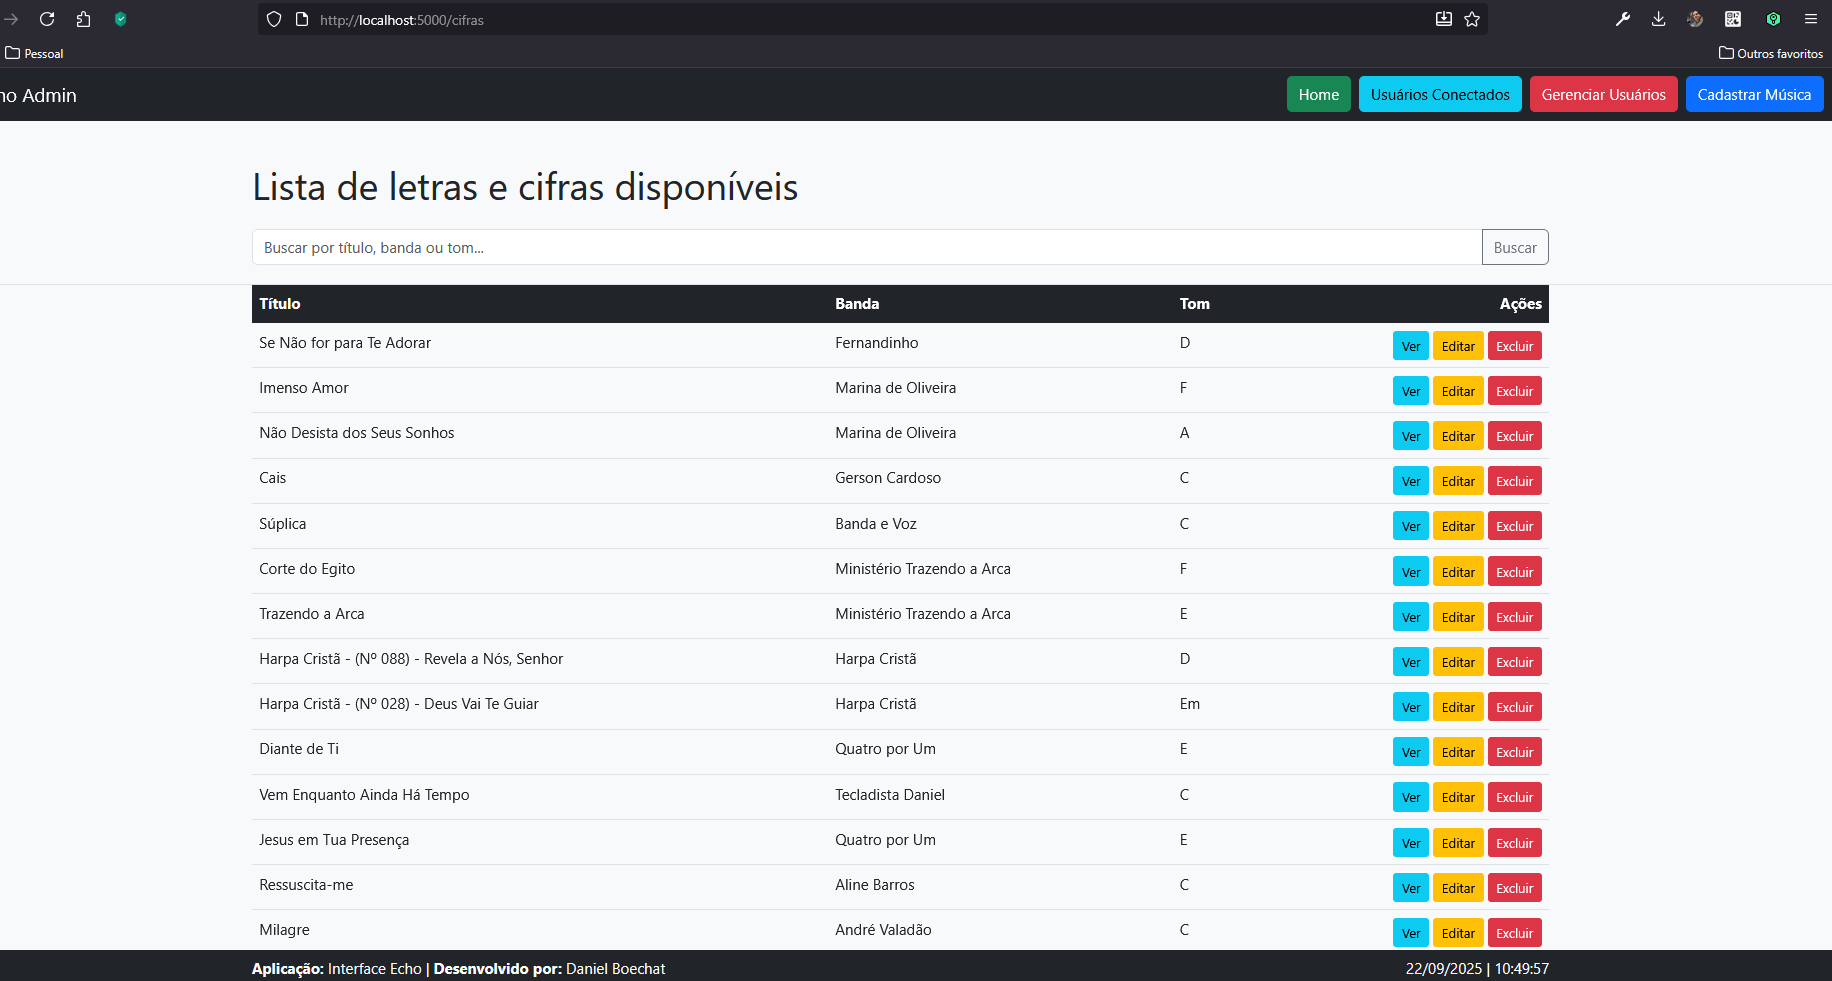 http://localhost:5000/cifras
Pessoal
Outros favoritos
no Admin
Home
Usuários Conectados
Gerenciar Usuários
Cadastrar Música
Lista de letras e cifras disponíveis
Buscar por título, banda ou tom...
Buscar
Título Banda Tom Ações
Se Não for para Te Adorar Fernandinho D Ver Editar Excluir
Imenso Amor Marina de Oliveira F Ver Editar Excluir
Não Desista dos Seus Sonhos Marina de Oliveira A Ver Editar Excluir
Cais Gerson Cardoso C Ver Editar Excluir
Súplica Banda e Voz C Ver Editar Excluir
Corte do Egito Ministério Trazendo a Arca F Ver Editar Excluir
Trazendo a Arca Ministério Trazendo a Arca E Ver Editar Excluir
Harpa Cristã - (Nº 088) - Revela a Nós, Senhor Harpa Cristã D Ver Editar Excluir
Harpa Cristã - (Nº 028) - Deus Vai Te Guiar Harpa Cristã Em Ver Editar Excluir
Diante de Ti Quatro por Um E Ver Editar Excluir
Vem Enquanto Ainda Há Tempo Tecladista Daniel C Ver Editar Excluir
Jesus em Tua Presença Quatro por Um E Ver Editar Excluir
Ressuscita-me Aline Barros C Ver Editar Excluir
Milagre André Valadão C Ver Editar Excluir
Aplicação: Interface Echo | Desenvolvido por: Daniel Boechat 22/09/2025 | 10:49:57